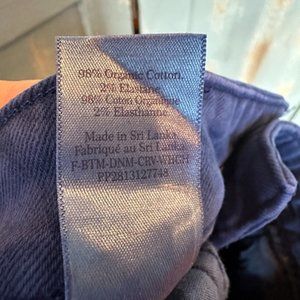 98% Organic Cotton,
2% Elastane
98% Coton Organique
2% Elasthanne
Made in Sri Lanka
Fabriqué au Sri Lanka
F-BTM-DNM-CRV-WHGH
PP2813127748